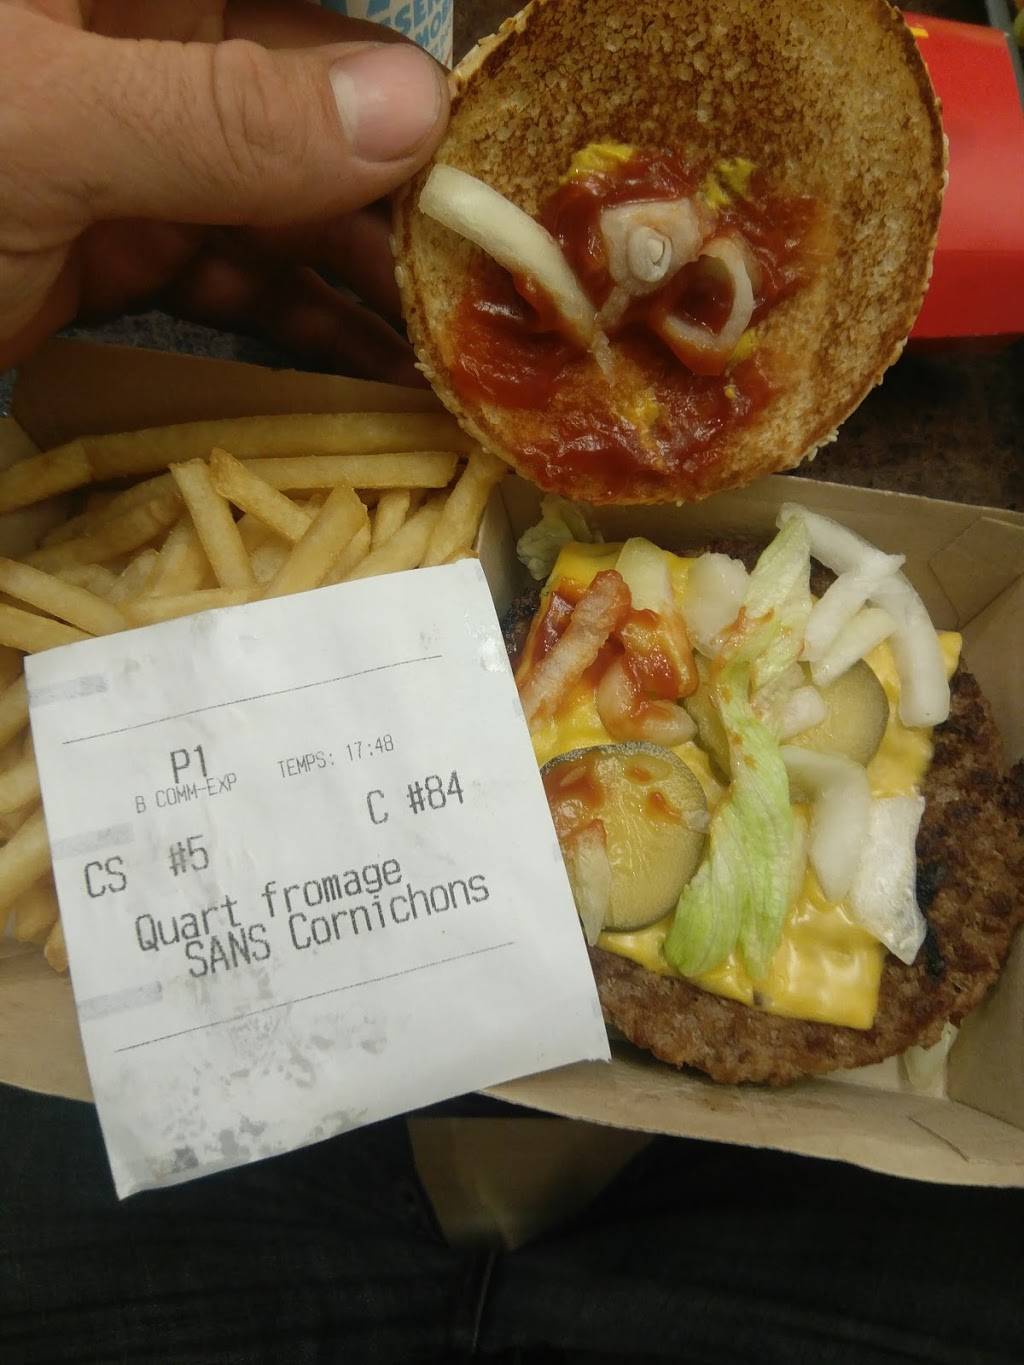 P1
TEMPS: 17:48
B COMM-EXP
C #84
CS #5
Quart fromage
SANS Cornichons